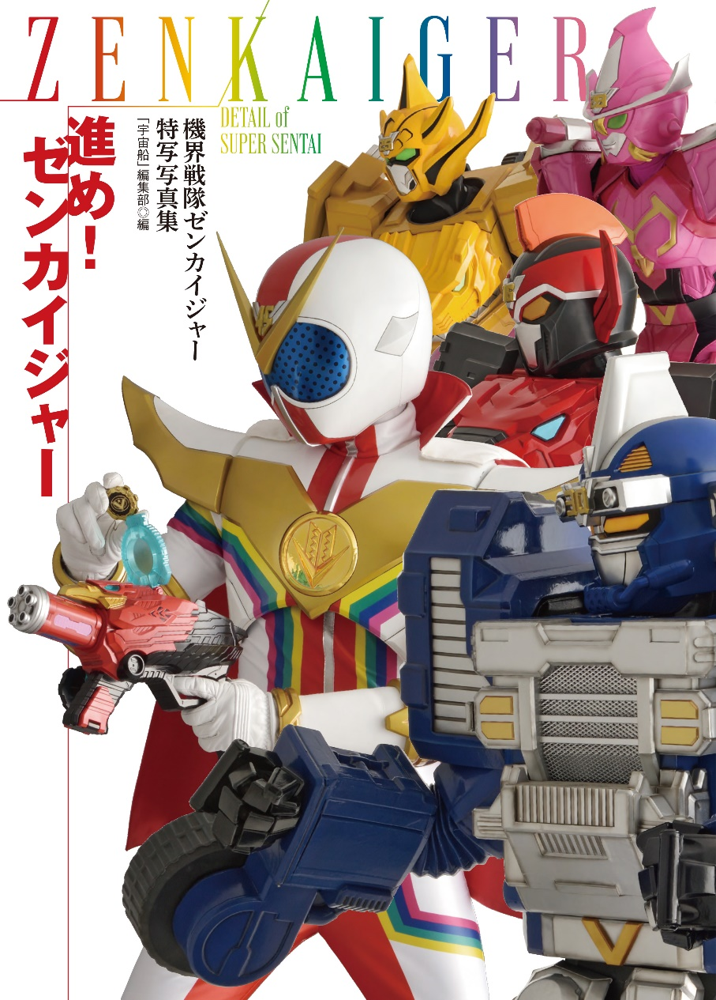 ZENKAIGER
DETAIL of
SUPER SENTAI
機界戦隊ゼンカイジャー
特写写真集
「宇宙船」編集部◎編
進め!
ゼンカイジャー
45